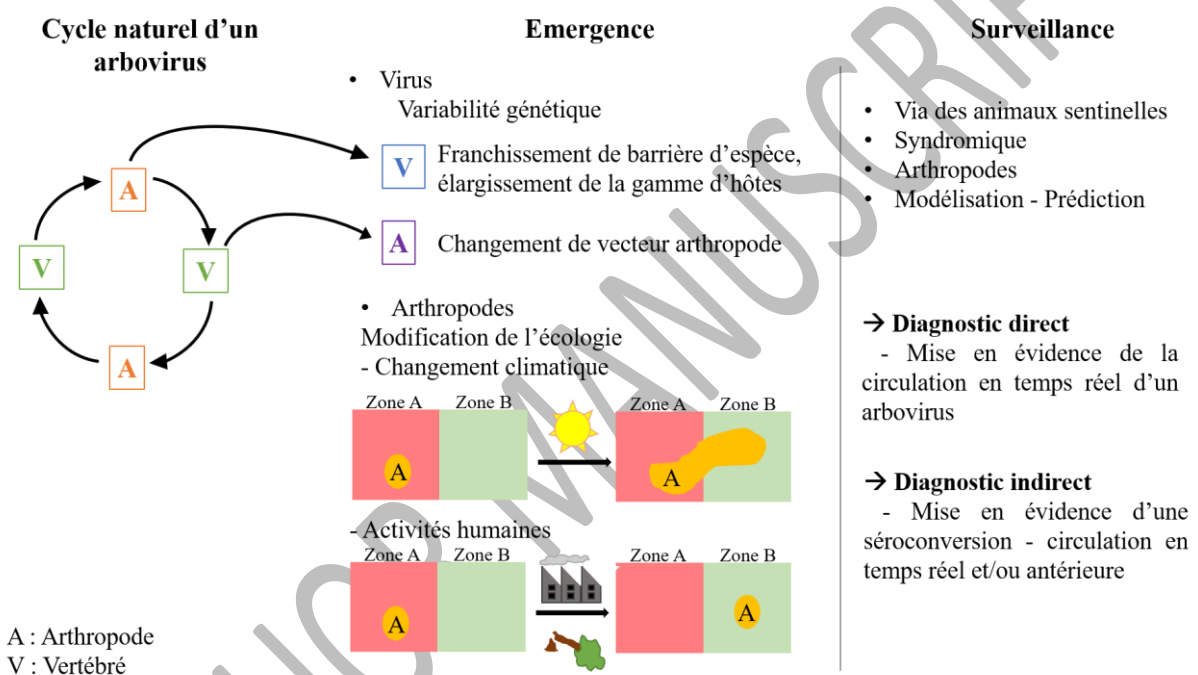 Cycle naturel d'un
arbovirus
A
V
V
A
A : Arthropode
V : Vertébré
Emergence
• Virus
Variabilité génétique
V
Franchissement de barrière d'espèce,
élargissement de la gamme d'hôtes
A
Changement de vecteur arthropode
• Arthropodes
Modification de l'écologie
- Changement climatique
Zone A Zone B
A
Zone A Zone B
A
- Activités humaines
Zone A Zone B
A
Zone A Zone B
A
Surveillance
• Via des animaux sentinelles
• Syndromique
• Arthropodes
• Modélisation - Prédiction
→ Diagnostic direct
- Mise en évidence de la
circulation en temps réel d'un
arbovirus
→ Diagnostic indirect
- Mise en évidence d'une
séroconversion - circulation en
temps réel et/ou antérieure
MANUSCRIP